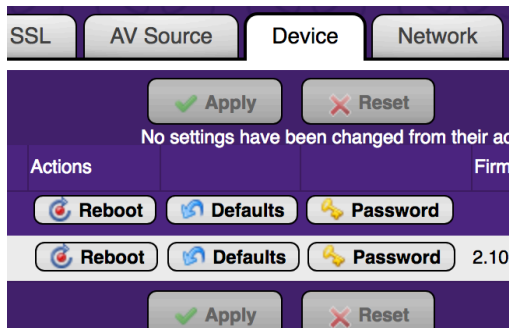 SSL AV Source Device Network
Apply Reset
No settings have been changed from their ac
Actions Firm
Reboot Defaults Password
Reboot Defaults Password 2.10
Apply Reset